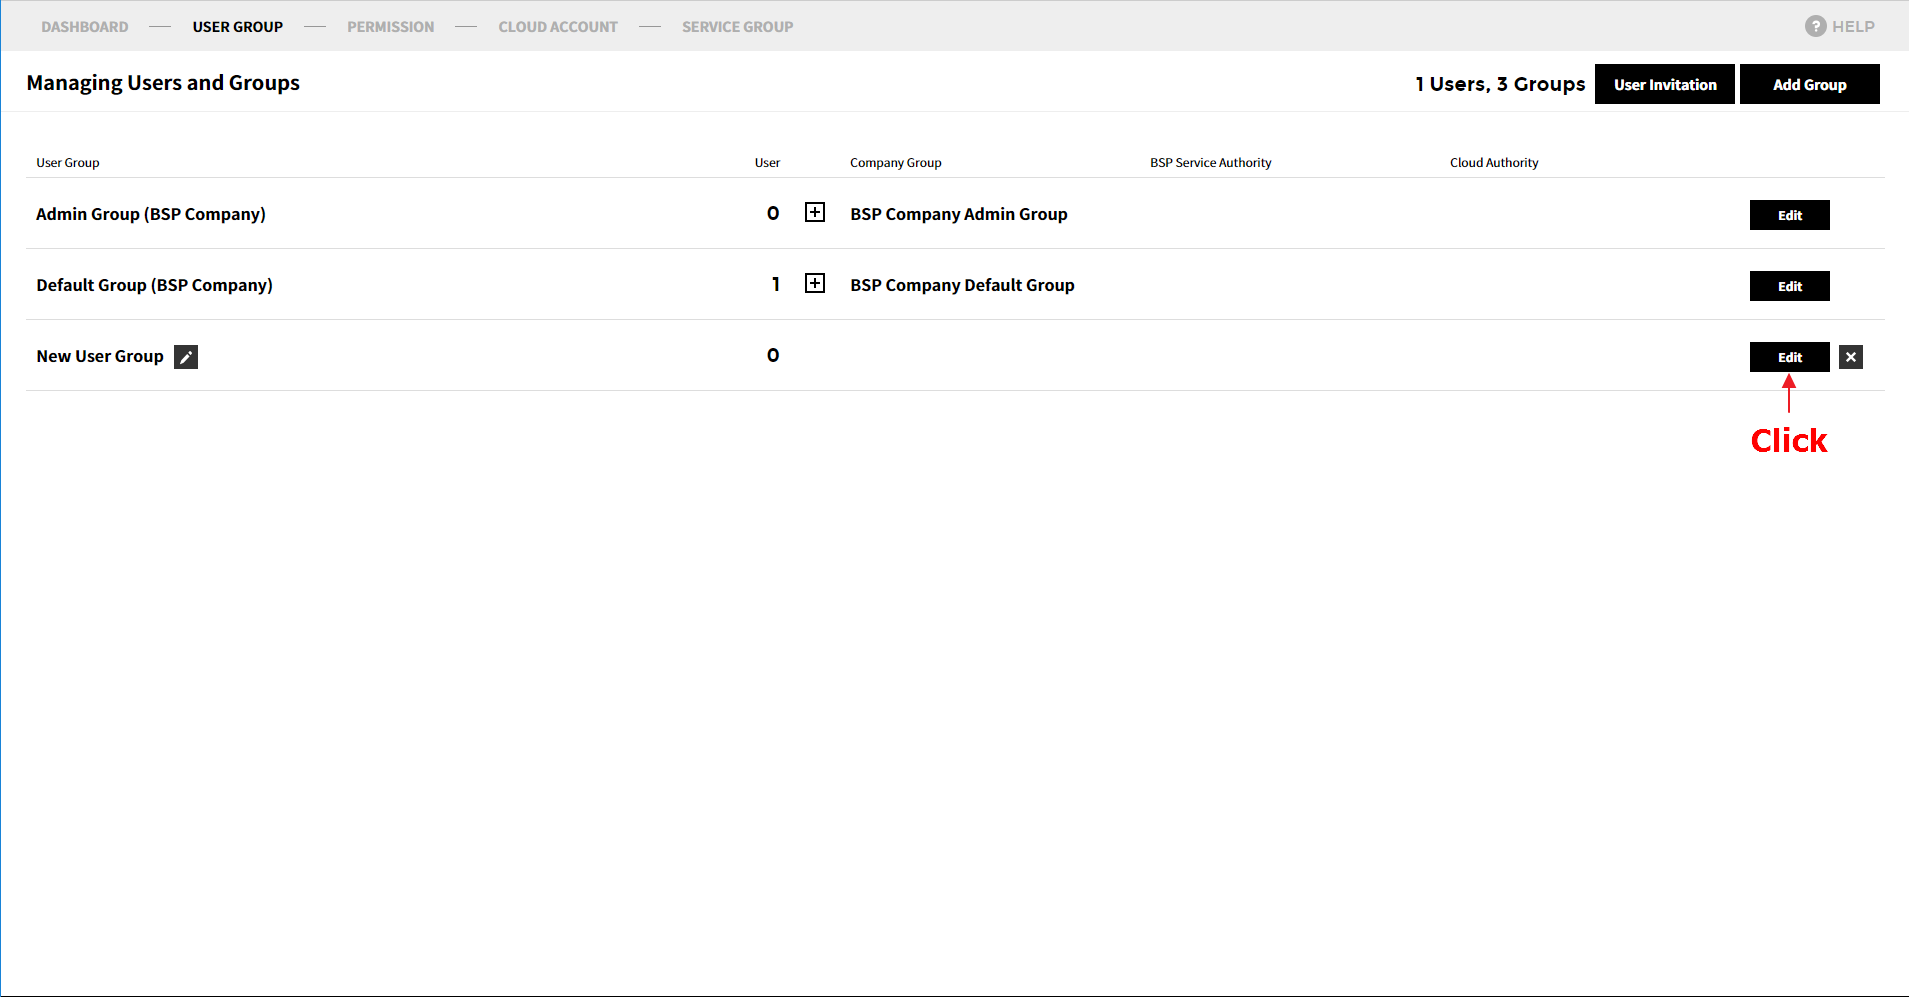 DASHBOARD — USER GROUP — PERMISSION — CLOUD ACCOUNT — SERVICE GROUP ? HELP
Managing Users and Groups 1 Users, 3 Groups User Invitation Add Group
User Group User Company Group BSP Service Authority Cloud Authority
Admin Group (BSP Company) 0 BSP Company Admin Group Edit
Default Group (BSP Company) 1 BSP Company Default Group Edit
New User Group 0 Edit
Click